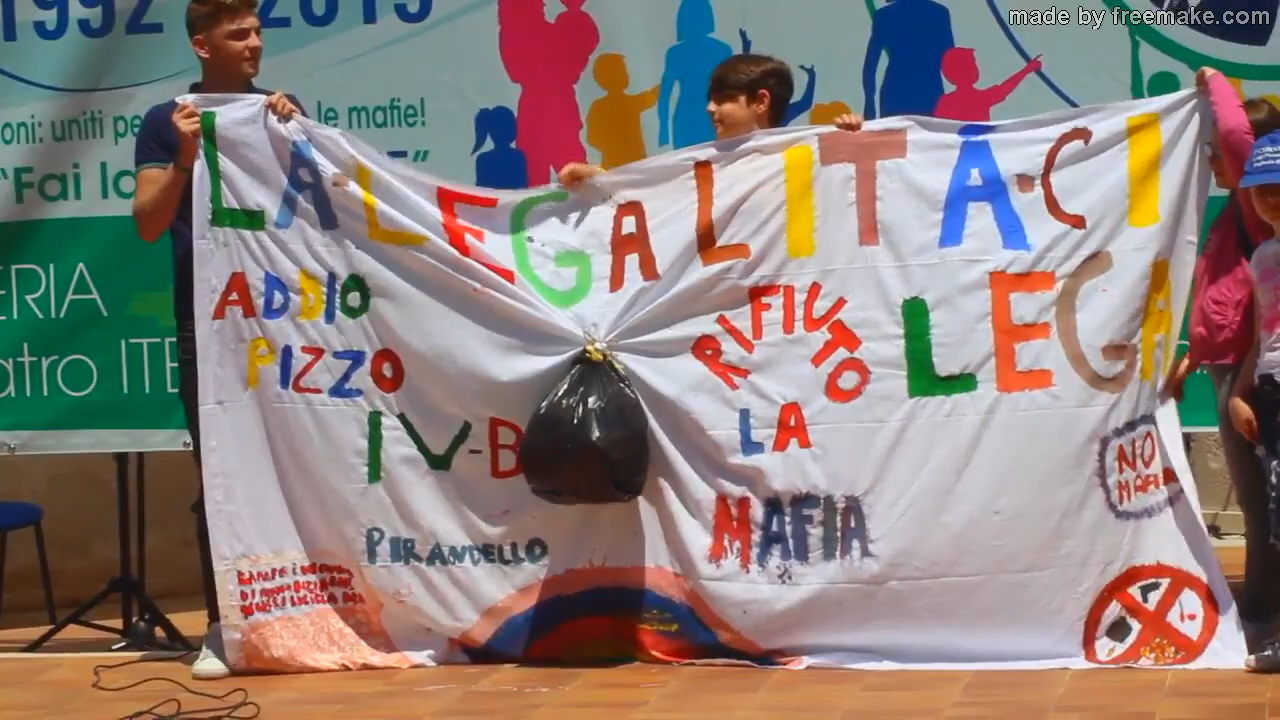 made by freemake.com
1992 2015
oni: uniti pe le mafie!
"Fai la
ERIA
atro ITE
LA-LEGALITÀ-CI
LEGA
ADDIO
PIZZO
IV-B
PIRANDELLO
RIFIUTO
LA
MAFIA
NO
MAFIA